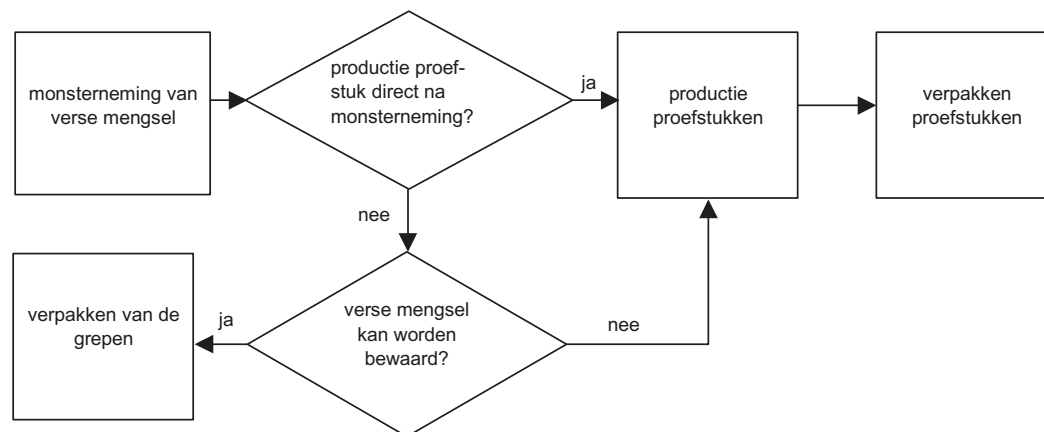 monsterneming van
verse mengsel
productie proef-
stuk direct na
monsterneming?
ja
productie
proefstukken
verpakken
proefstukken
nee
verpakken van de
grepen
ja
verse mengsel
kan worden
bewaard?
nee